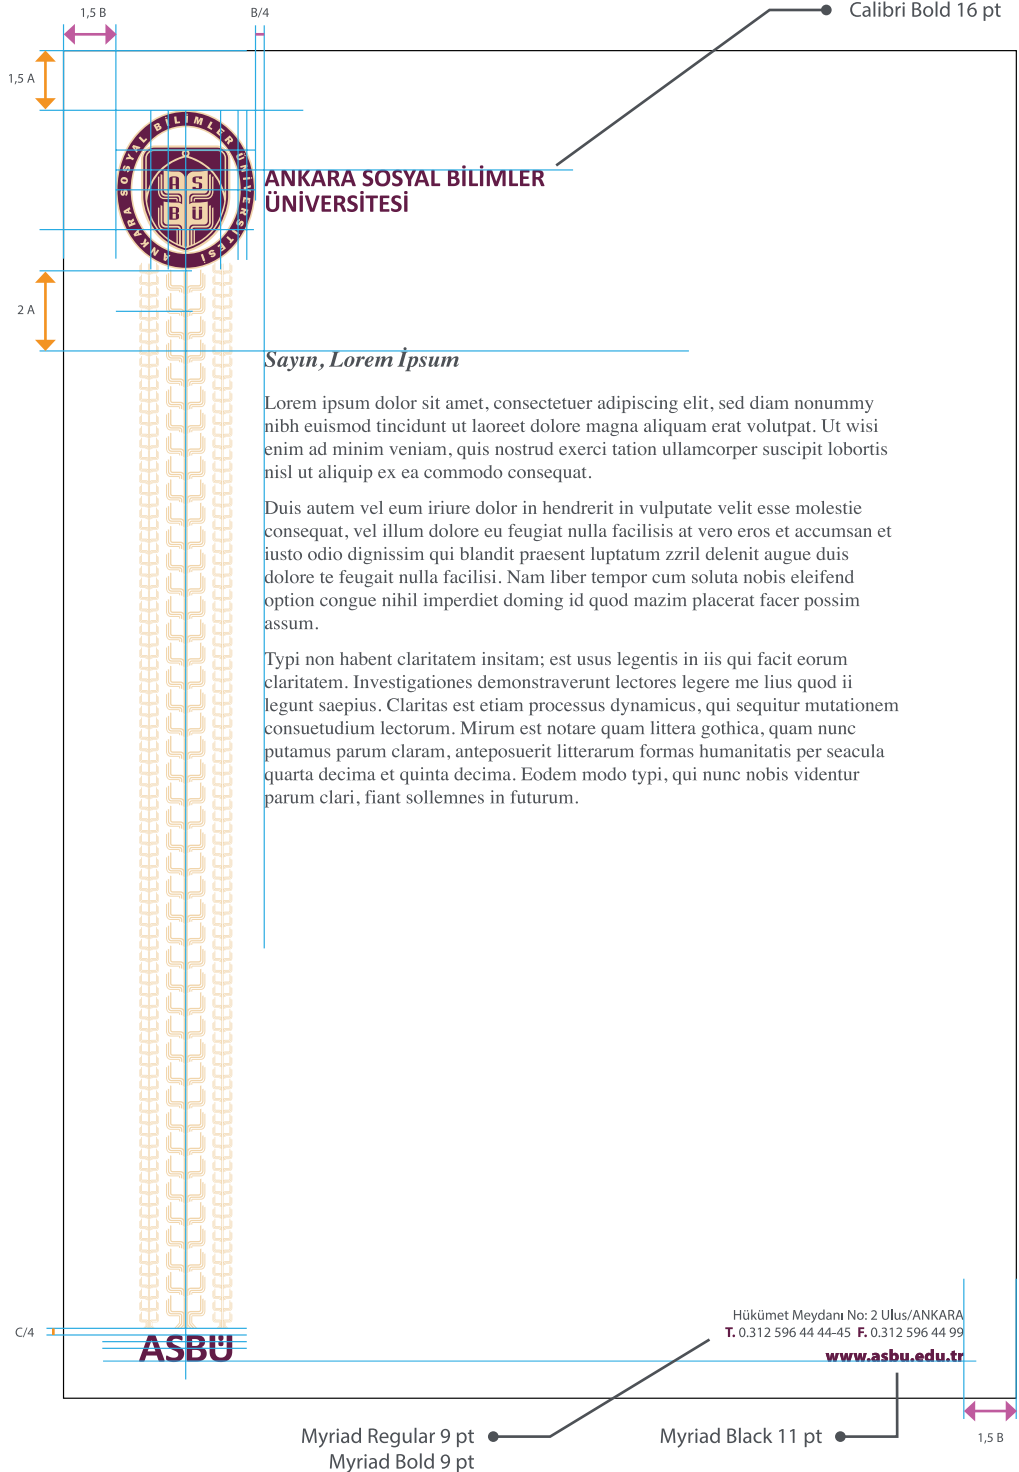 1,5 B
B/4
Calibri Bold 16 pt
1,5 A
ANKARA SOSYAL BİLİMLER ÜNİVERSİTESİ
A S
B Ü
ANKARA SOSYAL BİLİMLER
ÜNİVERSİTESİ
2 A
Sayın, Lorem İpsum
Lorem ipsum dolor sit amet, consectetuer adipiscing elit, sed diam nonummy
nibh euismod tincidunt ut laoreet dolore magna aliquam erat volutpat. Ut wisi
enim ad minim veniam, quis nostrud exerci tation ullamcorper suscipit lobortis
nisl ut aliquip ex ea commodo consequat.
Duis autem vel eum iriure dolor in hendrerit in vulputate velit esse molestie
consequat, vel illum dolore eu feugiat nulla facilisis at vero eros et accumsan et
iusto odio dignissim qui blandit praesent luptatum zzril delenit augue duis
dolore te feugait nulla facilisi. Nam liber tempor cum soluta nobis eleifend
option congue nihil imperdiet doming id quod mazim placerat facer possim
assum.
Typi non habent claritatem insitam; est usus legentis in iis qui facit eorum
claritatem. Investigationes demonstraverunt lectores legere me lius quod ii
legunt saepius. Claritas est etiam processus dynamicus, qui sequitur mutationem
consuetudium lectorum. Mirum est notare quam littera gothica, quam nunc
putamus parum claram, anteposuerit litterarum formas humanitatis per seacula
quarta decima et quinta decima. Eodem modo typi, qui nunc nobis videntur
parum clari, fiant sollemnes in futurum.
Hükümet Meydanı No: 2 Ulus/ANKARA
C/4
T. 0.312 596 44 44-45 F. 0.312 596 44 99
ASBÜ
www.asbu.edu.tr
Myriad Regular 9 pt
Myriad Bold 9 pt
Myriad Black 11 pt
1,5 B